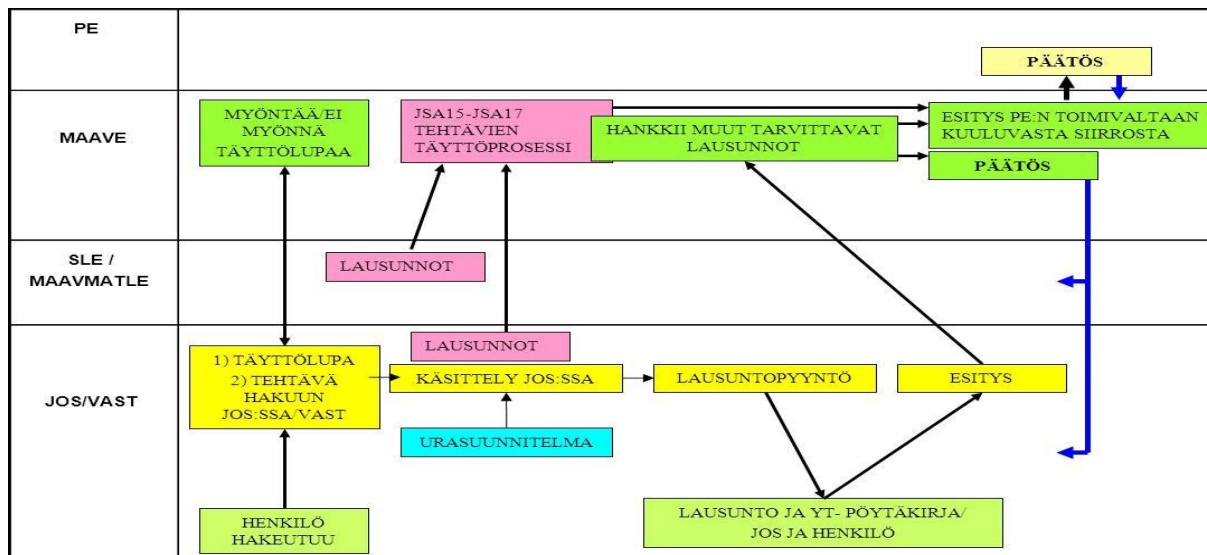 PE
PÄÄTÖS
MAAVE
MYÖNTÄÄ/EI
MYÖNNÄ
TÄYTTÖLUPAA
JSA15-JSA17
TEHTÄVIEN
TÄYTTÖPROSESSI
HANKKII MUUT TARVITTAVAT
LAUSUNNOT
ESITYS PE:N TOIMIVALTAAN
KUULUVASTA SIIRROSTA
PÄÄTÖS
SLE /
MAAVMATLE
LAUSUNNOT
JOS/VAST
1) TÄYTTÖLUPA
2) TEHTÄVÄ
HAKUUN
JOS:SSA/VAST
LAUSUNNOT
KÄSITTELY JOS:SSA
LAUSUNTOPYYNTÖ
ESITYS
URASUUNNITELMA
HENKILÖ
HAKEUTUU
LAUSUNTO JA YT- PÖYTÄKIRJA/
JOS JA HENKILÖ